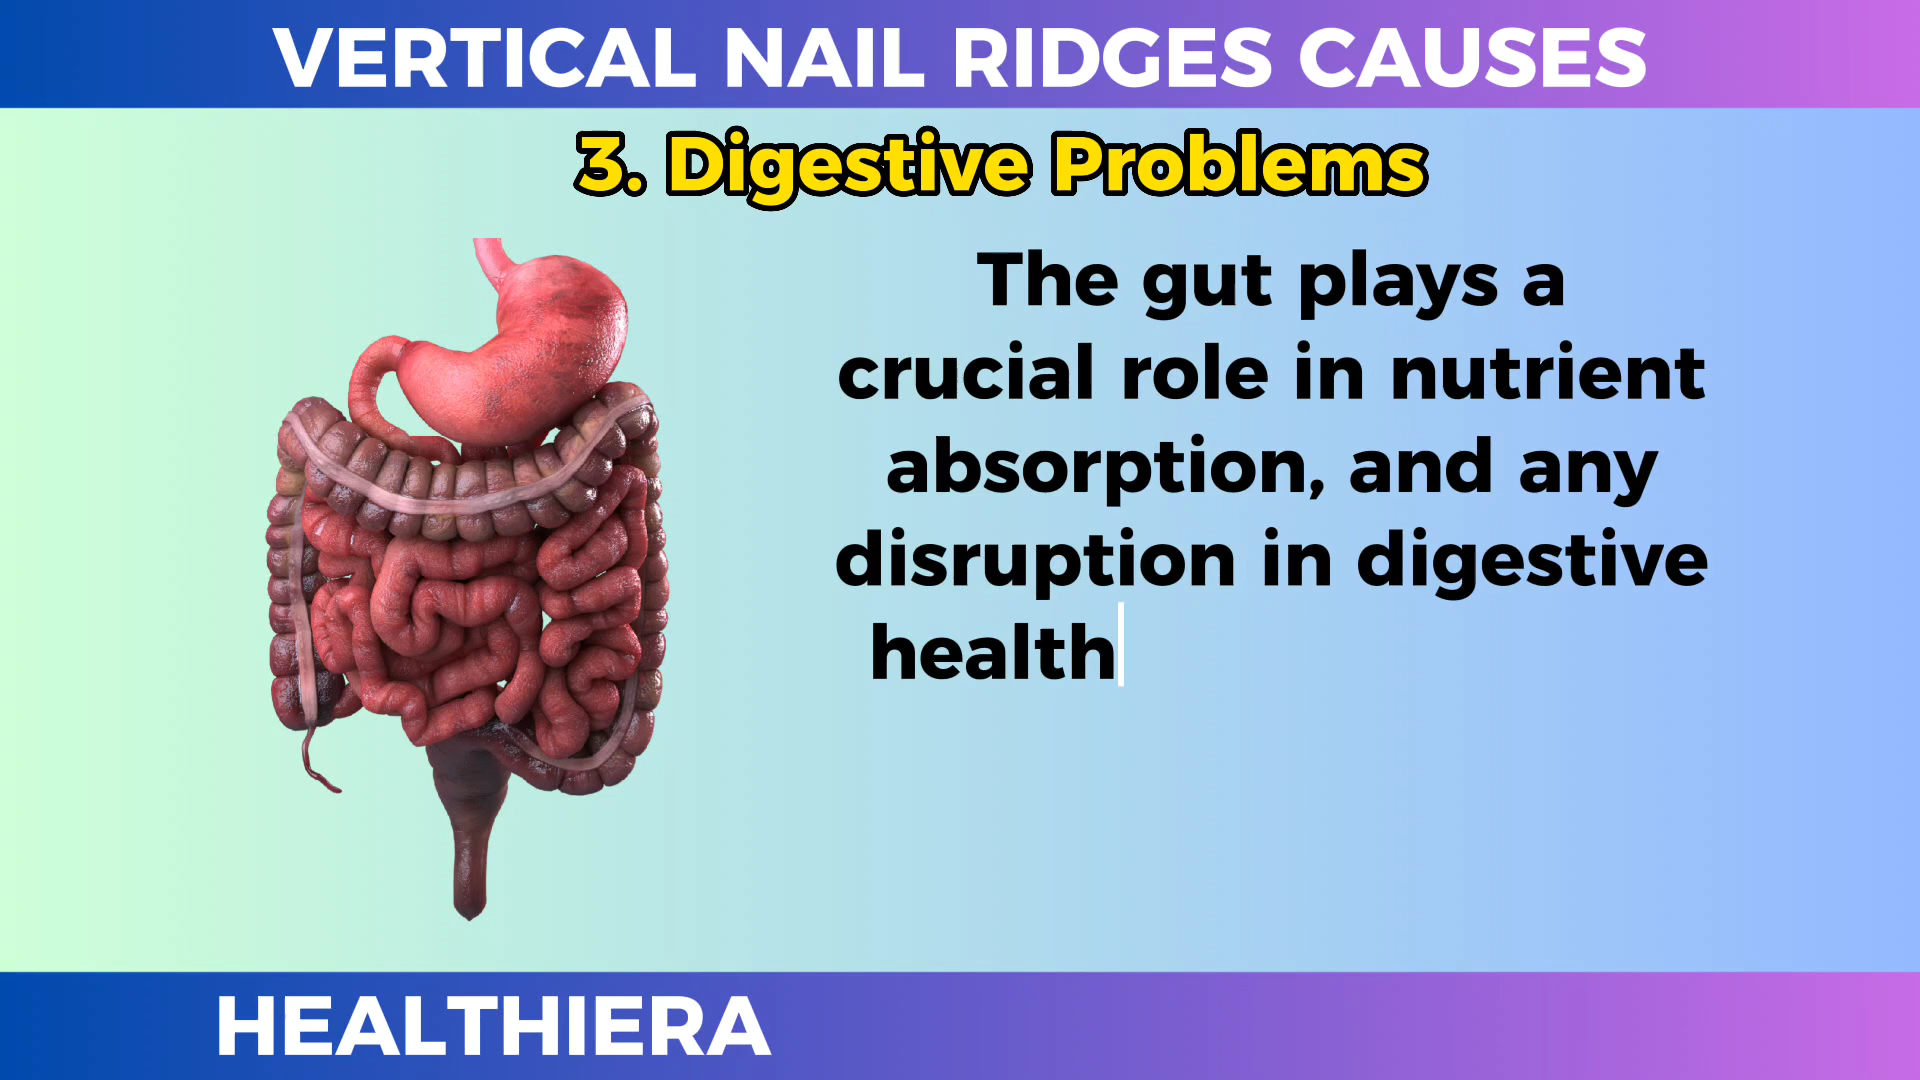 VERTICAL NAIL RIDGES CAUSES
3. Digestive Problems
The gut plays a
crucial role in nutrient
absorption, and any
disruption in digestive
health
HEALTHIERA